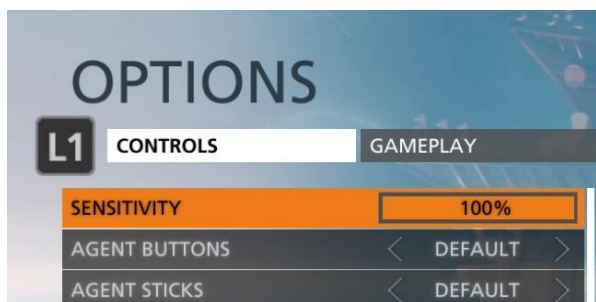 OPTIONS
L1 CONTROLS GAMEPLAY
SENSITIVITY 100%
AGENT BUTTONS < DEFAULT >
AGENT STICKS < DEFAULT >